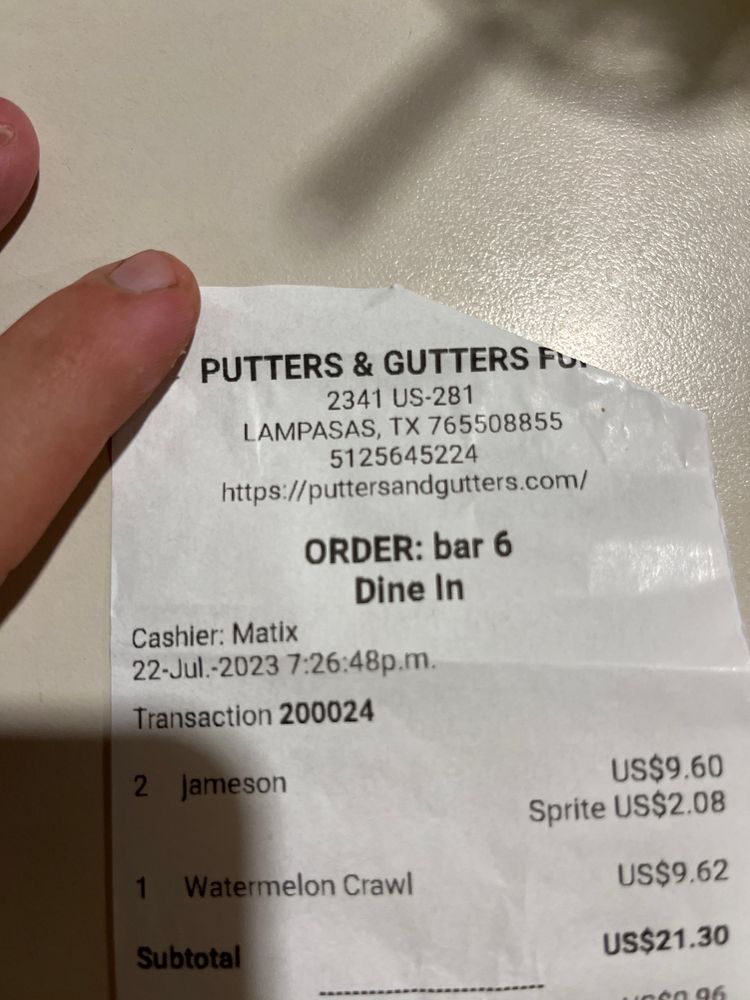 PUTTERS & GUTTERS
2341 US-281
LAMPASAS, TX 765508855
5125645224
https://puttersandgutters.com/
ORDER: bar 6
Dine In
Cashier: Matix
22-Jul.-2023 7:26:48p.m.
Transaction 200024
2 Jameson US$9.60
Sprite US$2.08
1 Watermelon Crawl US$9.62
Subtotal US$21.30